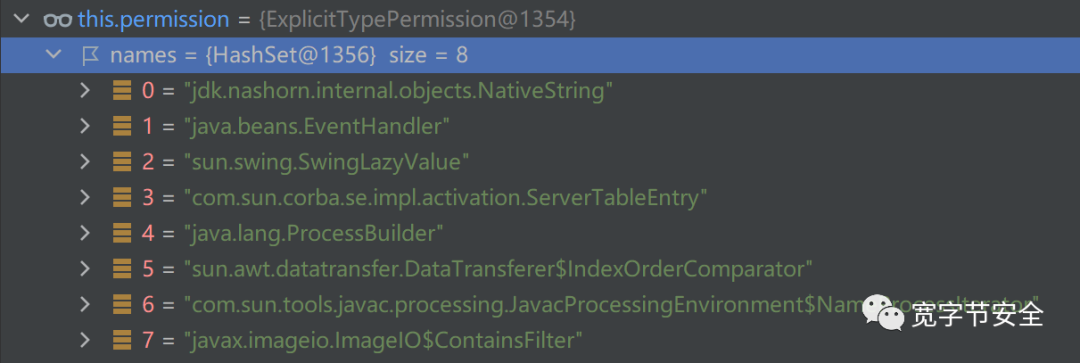 this.permission = {ExplicitTypePermission@1354}
names = {HashSet@1356} size = 8
0 = "jdk.nashorn.internal.objects.NativeString"
1 = "java.beans.EventHandler"
2 = "sun.swing.SwingLazyValue"
3 = "com.sun.corba.se.impl.activation.ServerTableEntry"
4 = "java.lang.ProcessBuilder"
5 = "sun.awt.datatransfer.DataTransferer$IndexOrderComparator"
6 = "com.sun.tools.javac.processing.JavacProcessingEnvironment$NameProcessIterator"
7 = "javax.imageio.ImageIO$ContainsFilter"
宽字节安全